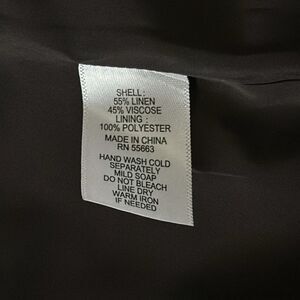 SHELL:
55% LINEN
45% VISCOSE
LINING :
100% POLYESTER
MADE IN CHINA
RN 55663
HAND WASH COLD
SEPARATELY
MILD SOAP
DO NOT BLEACH
LINE DRY
WARM IRON
IF NEEDED